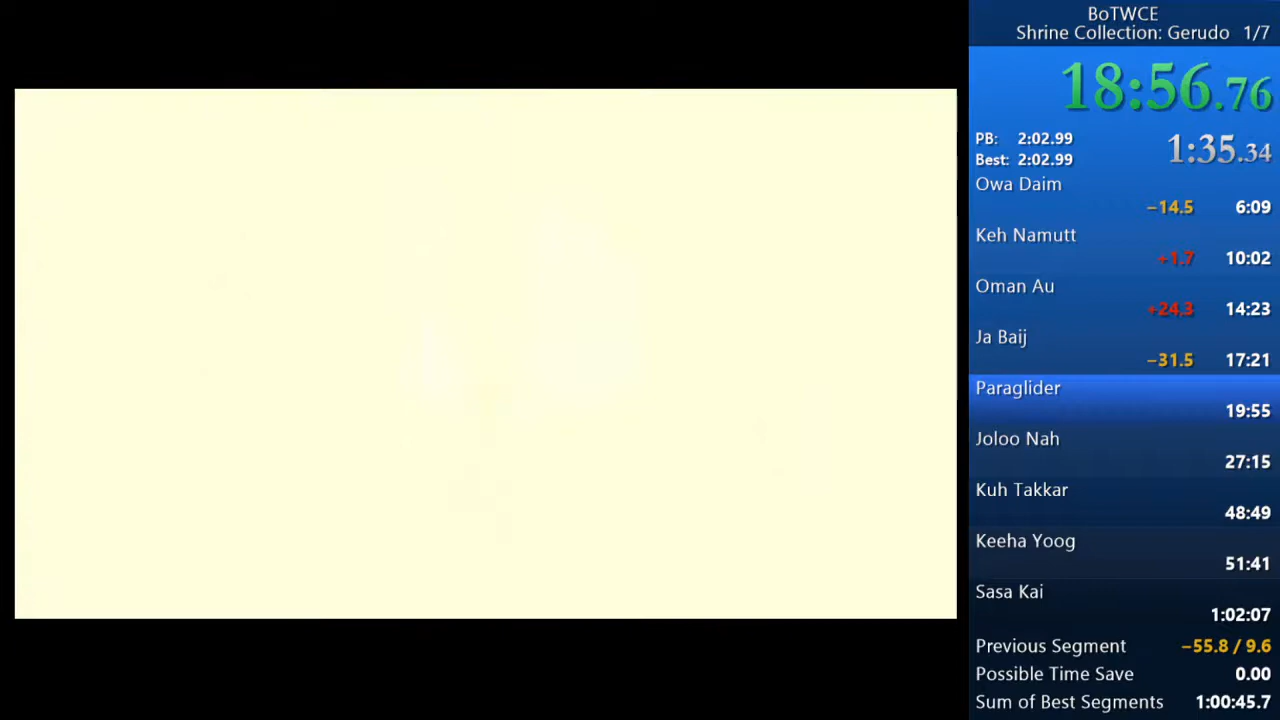 BoTWCE
Shrine Collection: Gerudo 1/7
18:56.76
PB: 2:02.99
Best: 2:02.99
1:35.34
Owa Daim
−14.5 6:09
Keh Namutt
+1.7 10:02
Oman Au
+24.3 14:23
Ja Baij
−31.5 17:21
Paraglider
19:55
Joloo Nah
27:15
Kuh Takkar
48:49
Keeha Yoog
51:41
Sasa Kai
1:02:07
Previous Segment −55.8 / 9.6
Possible Time Save 0.00
Sum of Best Segments 1:00:45.7